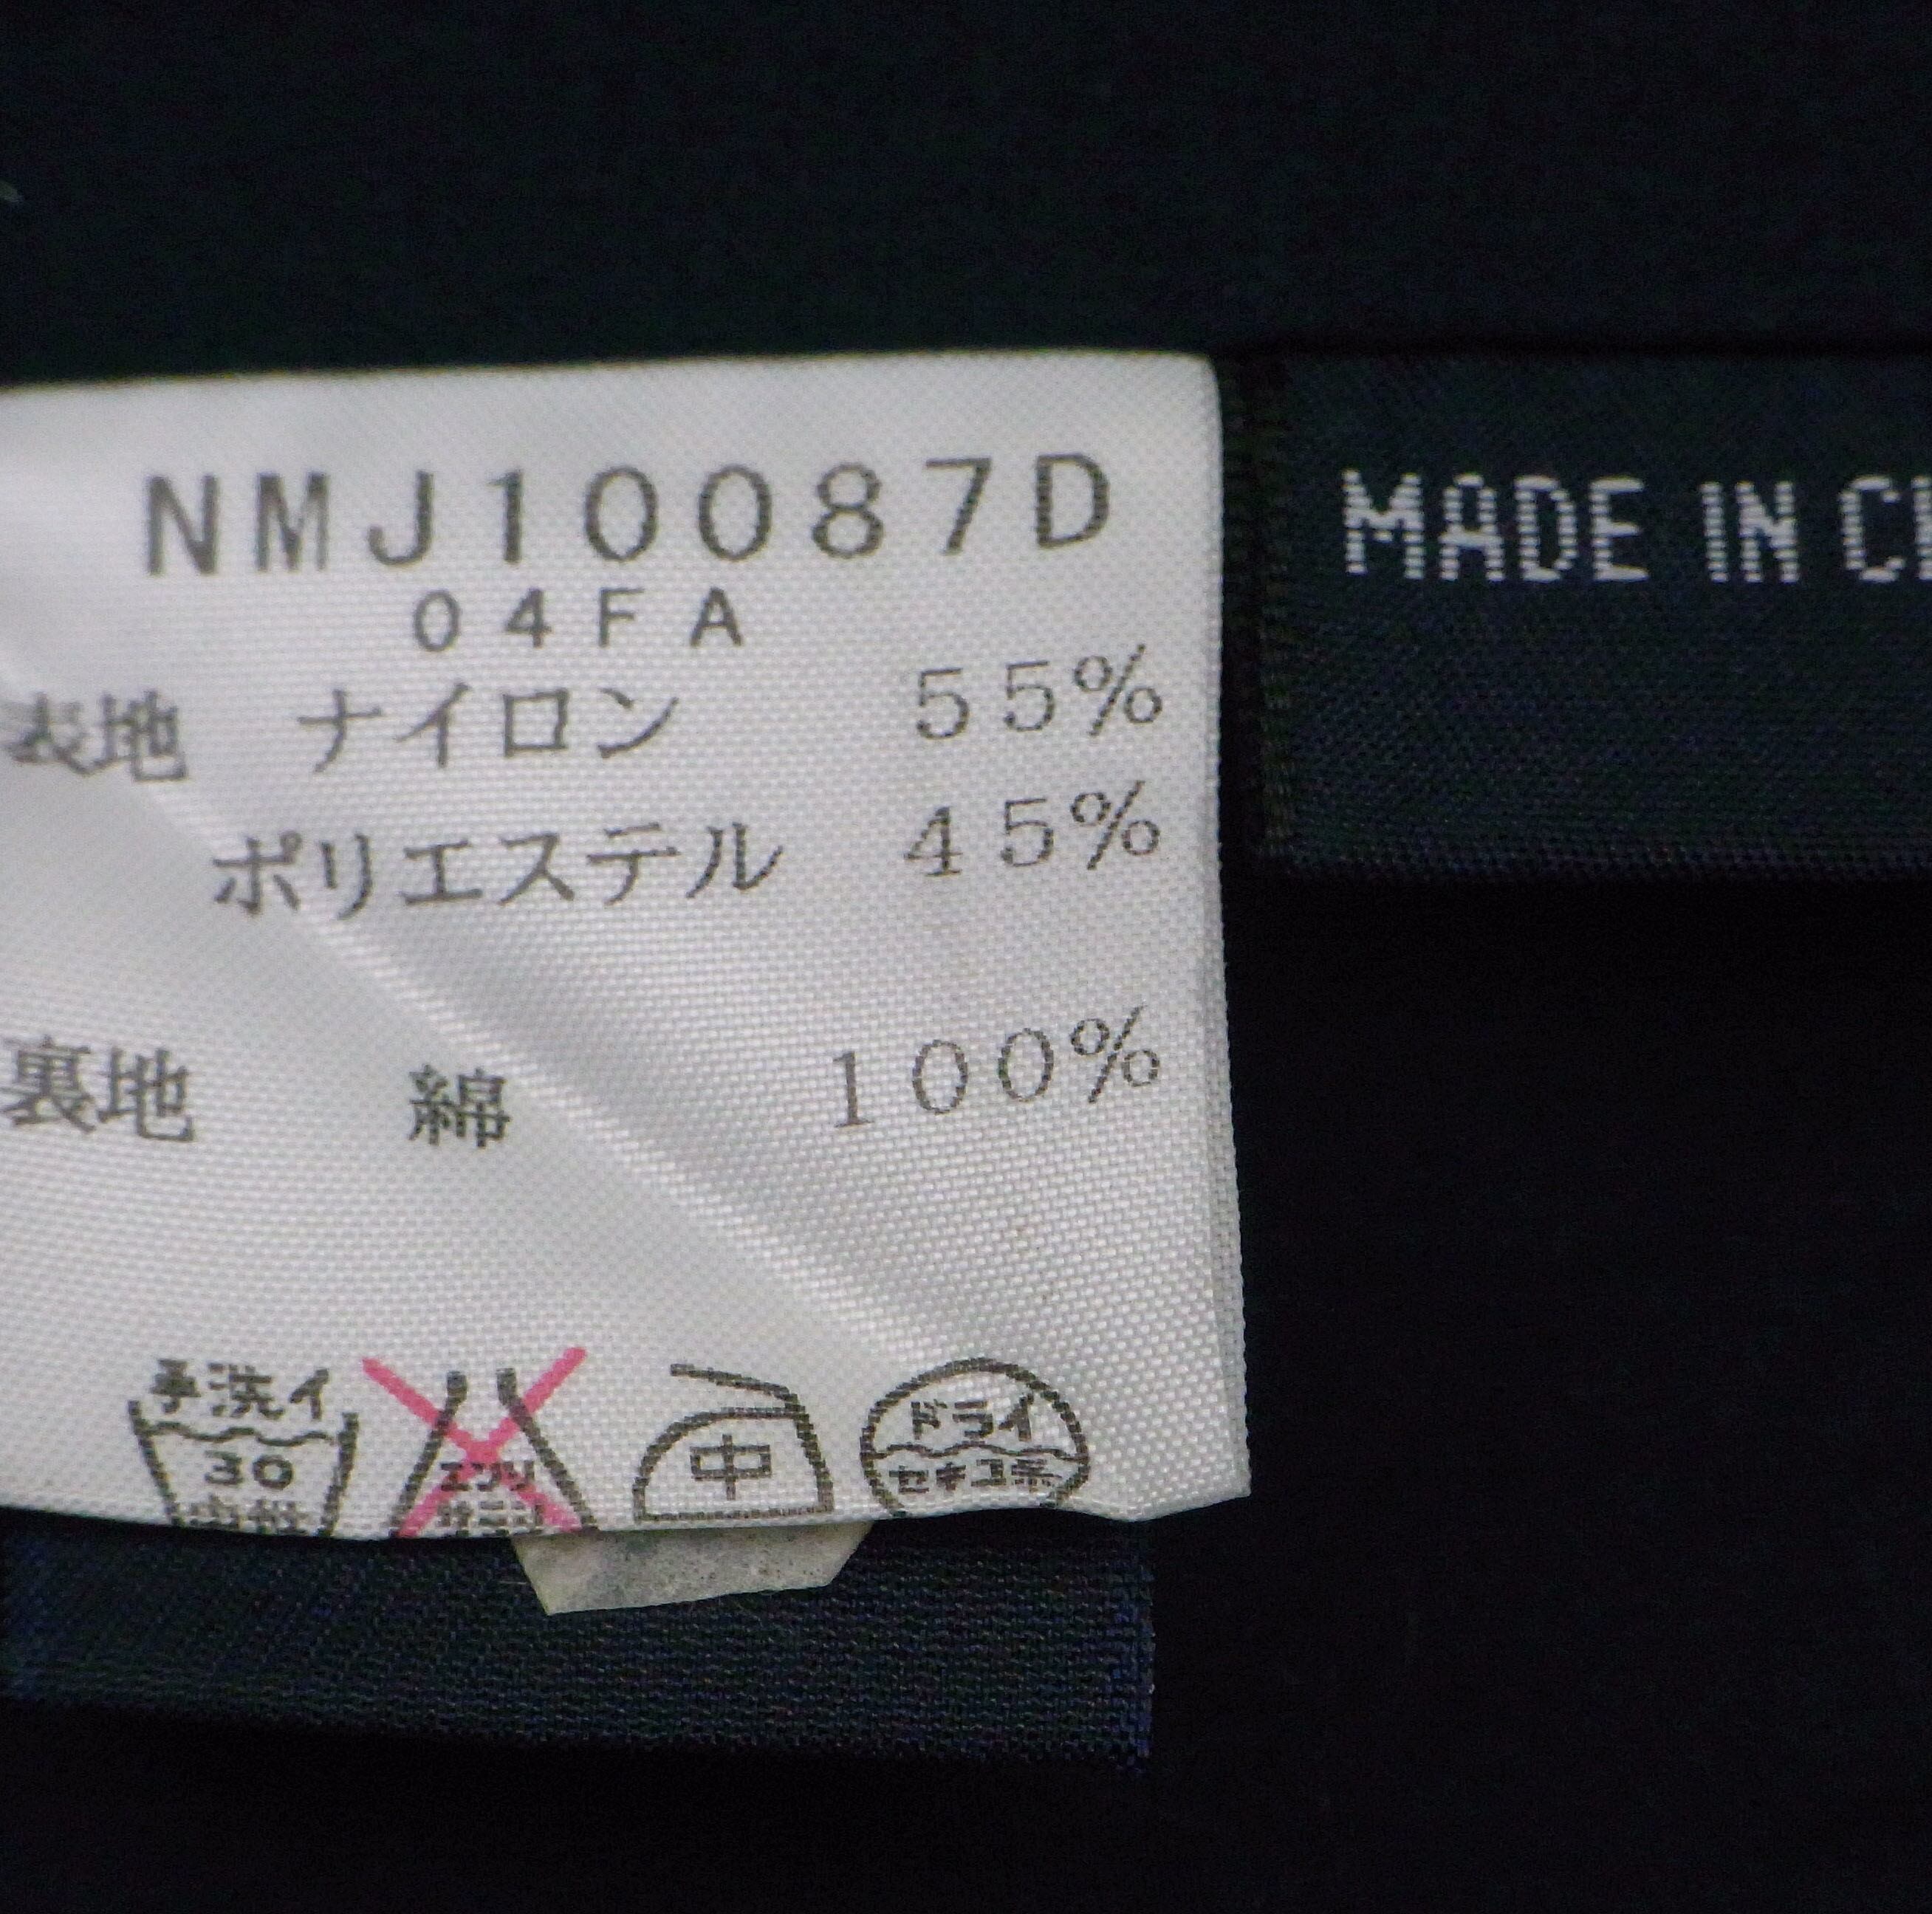 NMJ10087D
04FA
表地 ナイロン 55%
ポリエステル 45%
裏地 綿 100%
手洗イ
30
中
ドライ
セキユ系
MADE IN